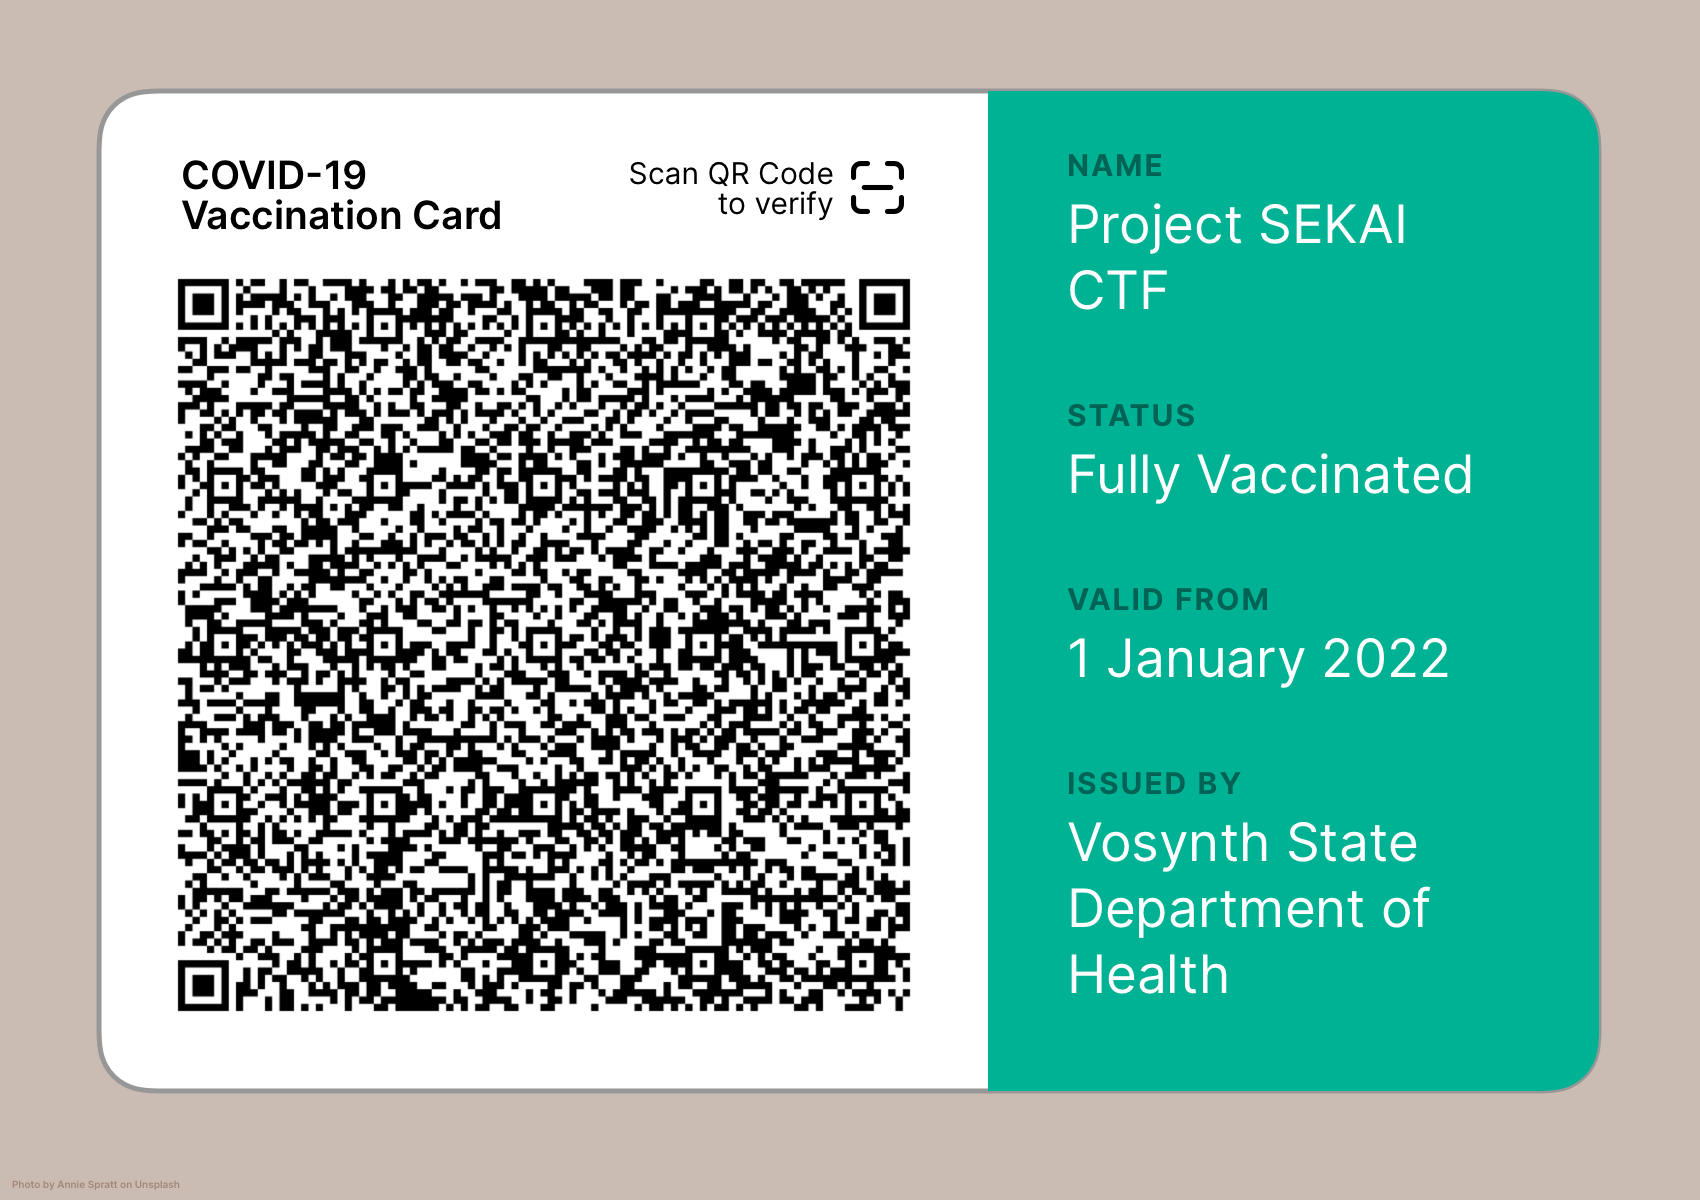 COVID-19
Vaccination Card
Scan QR Code
to verify
NAME
Project SEKAI
CTF
STATUS
Fully Vaccinated
VALID FROM
1 January 2022
ISSUED BY
Vosynth State
Department of
Health
Photo by Annie Spratt on Unsplash